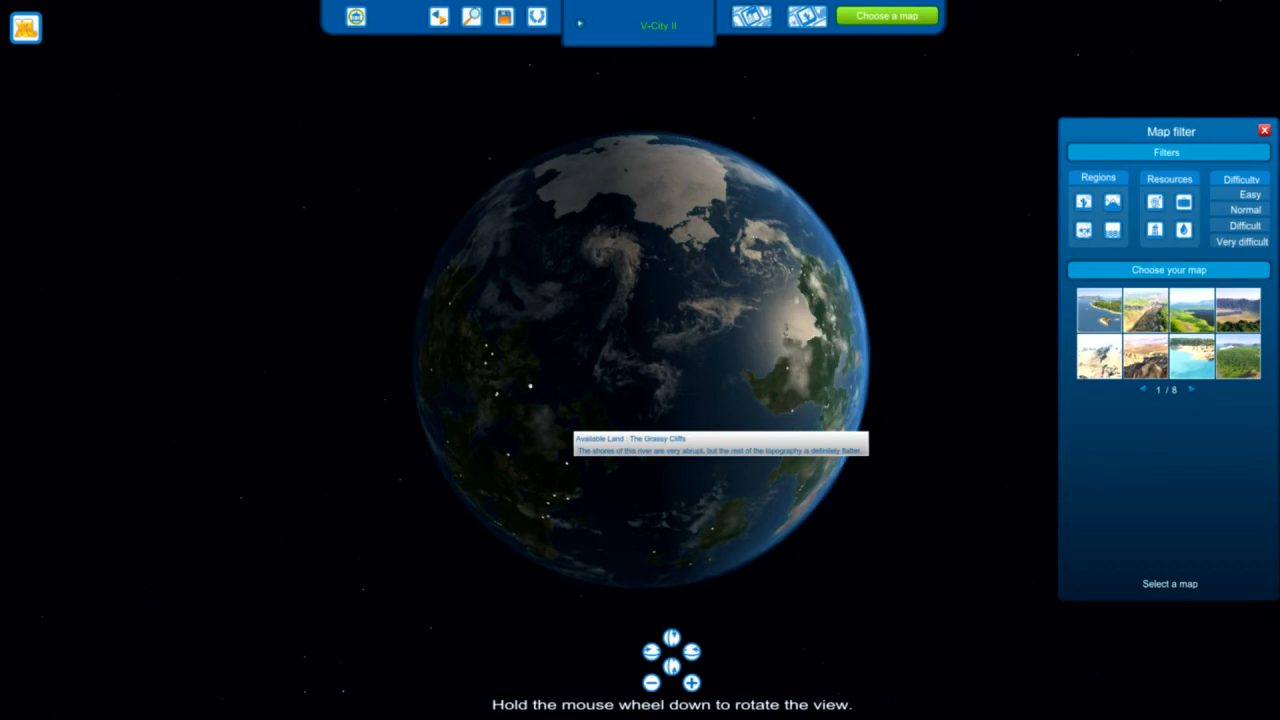 V-City II
Choose a map
Map filter
Filters
Regions
Resources
Difficulty
Easy
Normal
Difficult
Very difficult
Choose your map
1 / 8
Available Land : The Grassy Cliffs
The shores of this river are very abrupt, but the rest of the topography is definitely flatter...
Select a map
Hold the mouse wheel down to rotate the view.